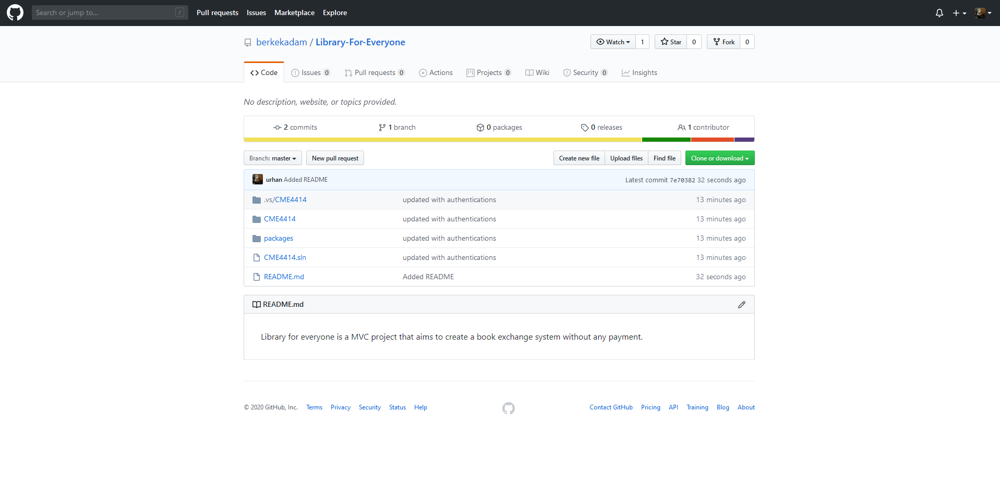 Search or jump to... /
Pull requests Issues Marketplace Explore
berkekadam / Library-For-Everyone
Watch 1 Star 0 Fork 0
Code Issues 0 Pull requests 0 Actions Projects 0 Wiki Security 0 Insights
No description, website, or topics provided.
2 commits 1 branch 0 packages 0 releases 1 contributor
Branch: master New pull request Create new file Upload files Find file Clone or download
urhan Added README Latest commit 7e70382 32 seconds ago
.vs/CME4414 updated with authentications 13 minutes ago
CME4414 updated with authentications 13 minutes ago
packages updated with authentications 13 minutes ago
CME4414.sln updated with authentications 13 minutes ago
README.md Added README 32 seconds ago
README.md
Library for everyone is a MVC project that aims to create a book exchange system without any payment.
© 2020 GitHub, Inc. Terms Privacy Security Status Help Contact GitHub Pricing API Training Blog About